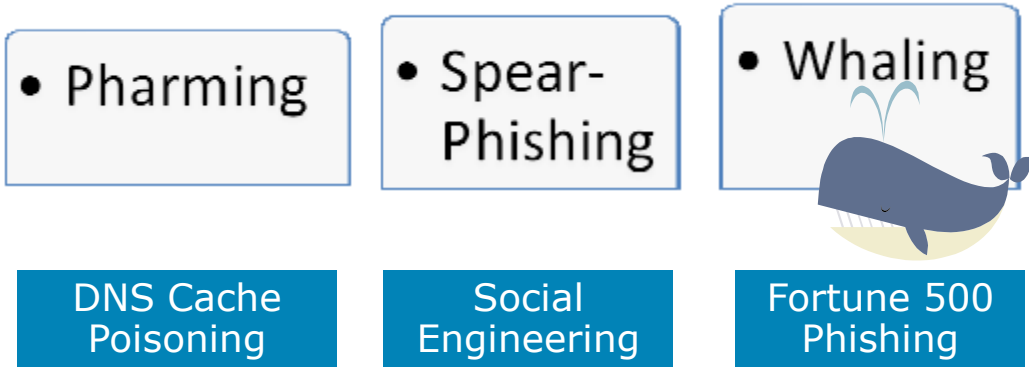 • Pharming
• Spear-
Phishing
• Whaling
DNS Cache
Poisoning
Social
Engineering
Fortune 500
Phishing